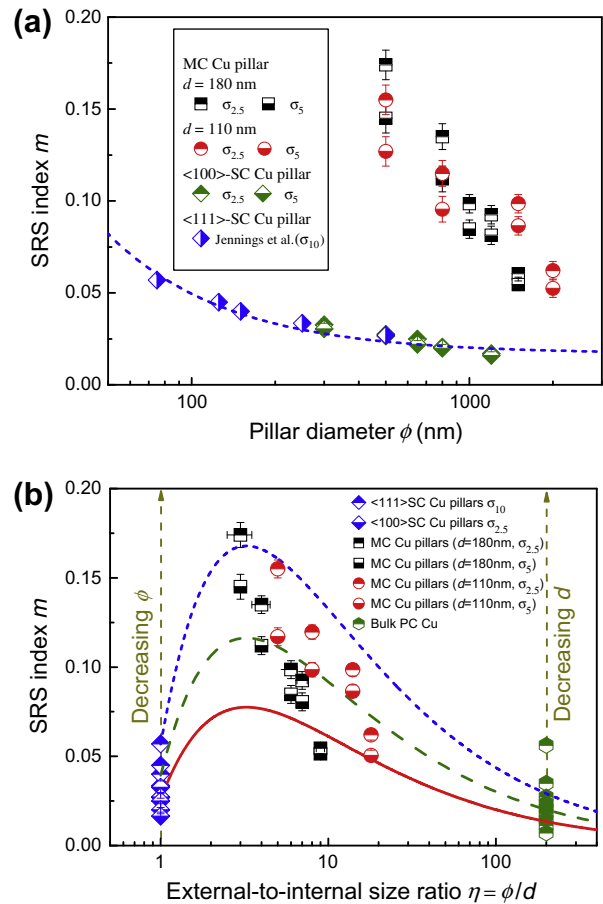 (a)
0.20
0.15
0.10
0.05
0.00
SRS index m
MC Cu pillar
d = 180 nm
σ2.5 σ5
d = 110 nm
σ2.5 σ5
<100>-SC Cu pillar
σ2.5 σ5
<111>-SC Cu pillar
Jennings et al.(σ10)
100 1000
Pillar diameter ϕ (nm)
(b)
0.20
0.15
0.10
0.05
0.00
SRS index m
Decreasing ϕ
<111>SC Cu pillars σ10
<100>SC Cu pillars σ2.5
MC Cu pillars (d=180nm, σ2.5)
MC Cu pillars (d=180nm, σ5)
MC Cu pillars (d=110nm, σ2.5)
MC Cu pillars (d=110nm, σ5)
Bulk PC Cu
Decreasing d
1 10 100
External-to-internal size ratio η = ϕ/d